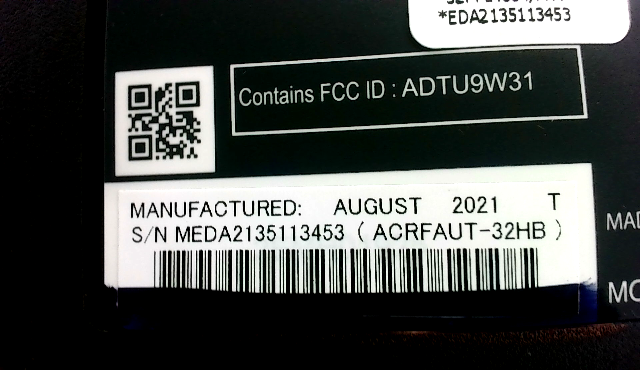 *EDA2135113453
Contains FCC ID : ADTU9W31
MANUFACTURED: AUGUST 2021 T
S/N MEDA2135113453 ( ACRFAUT-32HB )